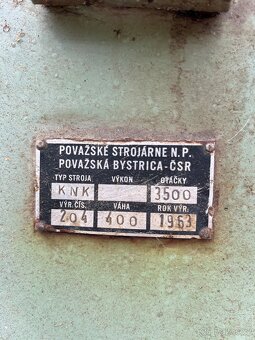 POVAŽSKÉ STROJÁRNE N.P.
POVAŽSKÁ BYSTRICA-ČSR
TYP STROJA VÝKON OTÁČKY
KNK 3500
VÝR.ČÍS. VÁHA ROK VÝR.
204 400 1963